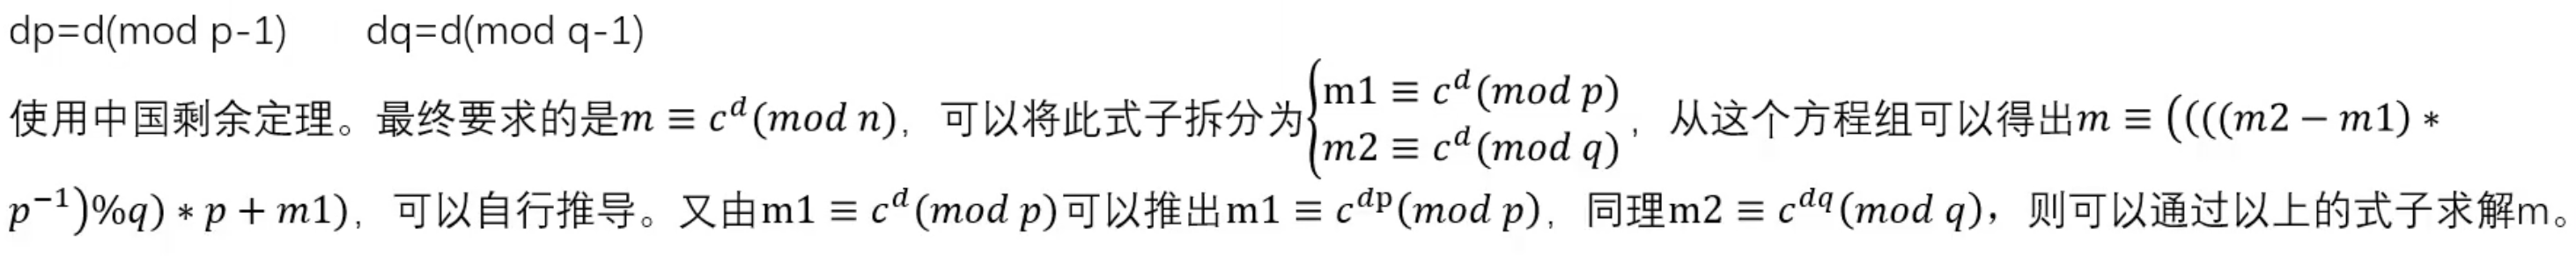 dp=d(mod p-1) dq=d(mod q-1)
使用中国剩余定理。最终要求的是m ≡ c^d(mod n)，可以将此式子拆分为{m1 ≡ c^d(mod p) m2 ≡ c^d(mod q)，从这个方程组可以得出m ≡ ((((m2 − m1) ∗
p^−1)%q) ∗ p + m1)，可以自行推导。又由m1 ≡ c^d(mod p)可以推出m1 ≡ c^dp(mod p)，同理m2 ≡ c^dq(mod q)，则可以通过以上的式子求解m。